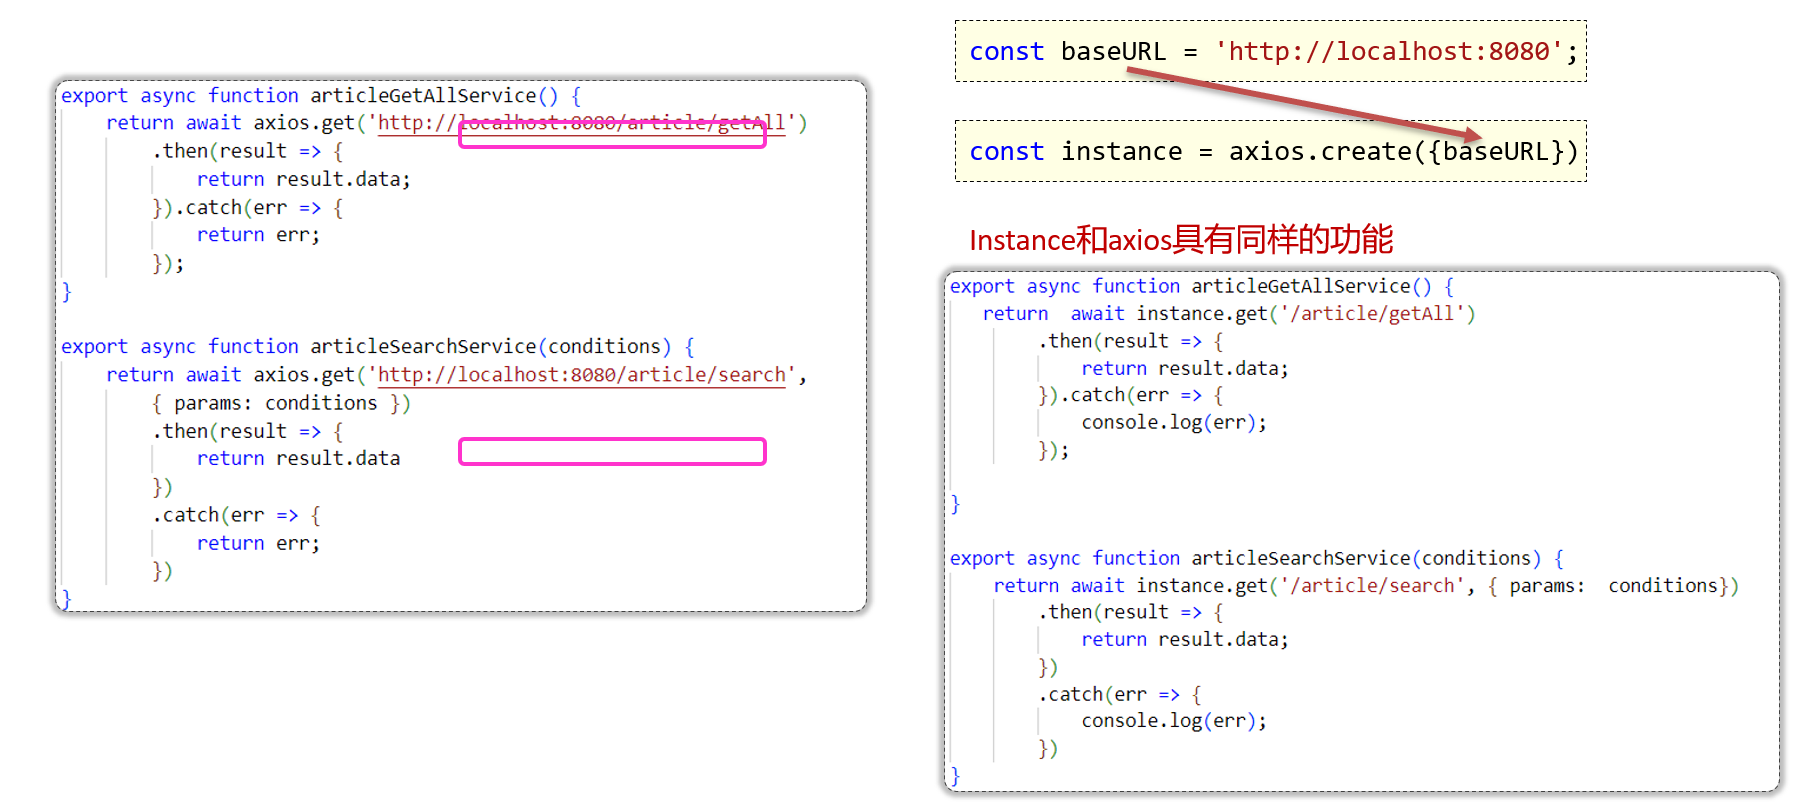 export async function articleGetAllService() {
return await axios.get('http://localhost:8080/article/getAll')
.then(result => {
return result.data;
}).catch(err => {
return err;
});
}
export async function articleSearchService(conditions) {
return await axios.get('http://localhost:8080/article/search',
{ params: conditions })
.then(result => {
return result.data
})
.catch(err => {
return err;
})
}
const baseURL = 'http://localhost:8080';
const instance = axios.create({baseURL})
Instance和axios具有同样的功能
export async function articleGetAllService() {
return  await instance.get('/article/getAll')
.then(result => {
return result.data;
}).catch(err => {
console.log(err);
});
}
export async function articleSearchService(conditions) {
return await instance.get('/article/search', { params:  conditions})
.then(result => {
return result.data;
})
.catch(err => {
console.log(err);
})
}